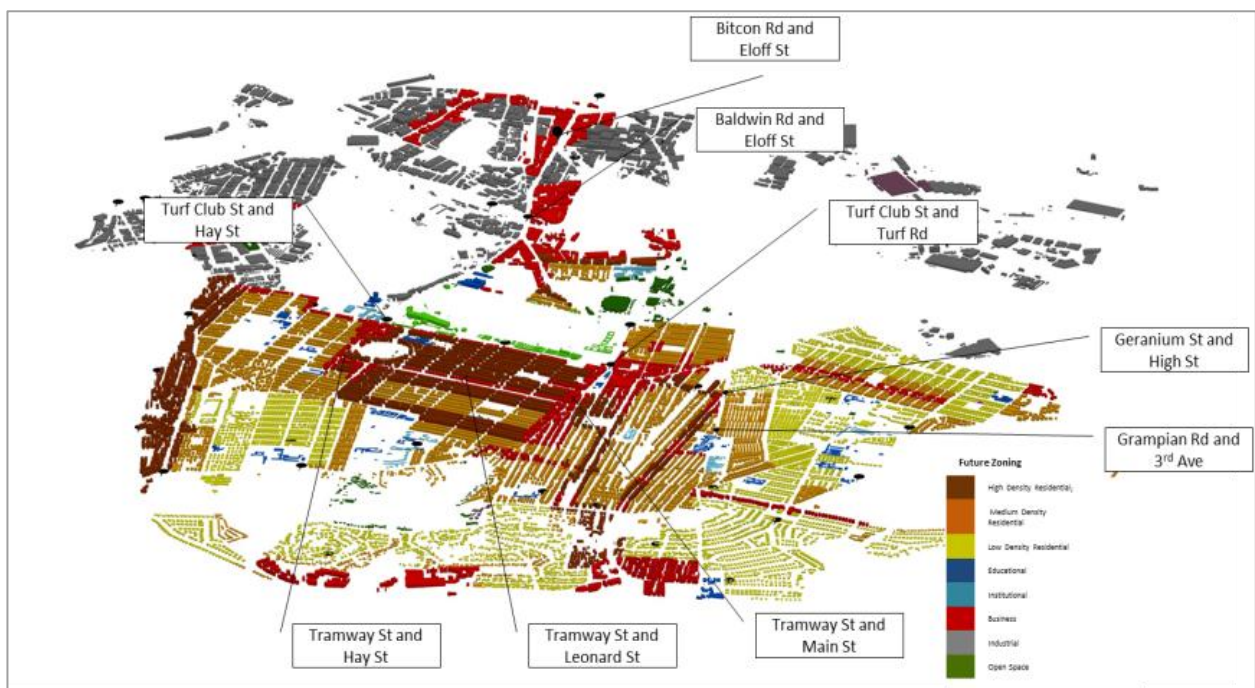 Bitcon Rd and
Eloff St
Baldwin Rd and
Eloff St
Turf Club St and
Hay St
Turf Club St and
Turf Rd
Geranium St and
High St
Grampian Rd and
3rd Ave
Future Zoning
High Density Residential,
Medium Density
Residential
Low Density Residential
Educational
Institutional
Business
Industrial
Open Space
Tramway St and
Hay St
Tramway St and
Leonard St
Tramway St and
Main St